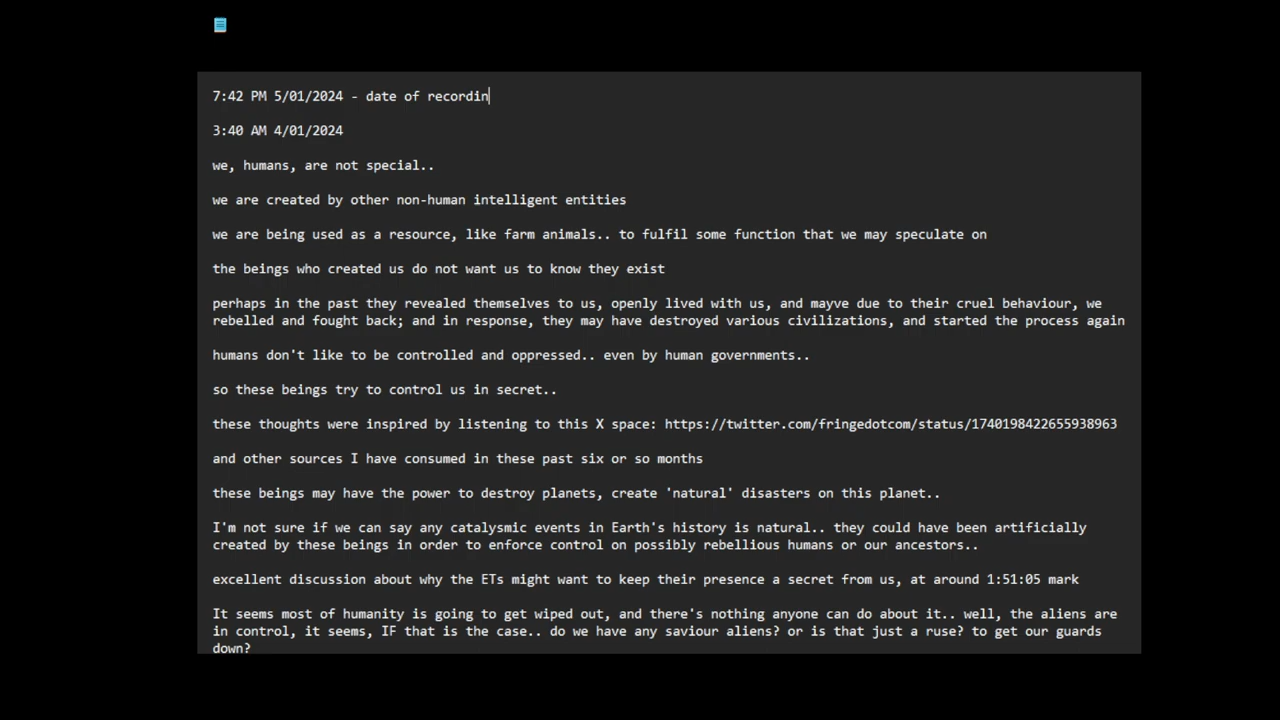 7:42 PM 5/01/2024 - date of recordin
3:40 AM 4/01/2024
we, humans, are not special..
we are created by other non-human intelligent entities
we are being used as a resource, like farm animals.. to fulfil some function that we may speculate on
the beings who created us do not want us to know they exist
perhaps in the past they revealed themselves to us, openly lived with us, and mayve due to their cruel behaviour, we
rebelled and fought back; and in response, they may have destroyed various civilizations, and started the process again
humans don't like to be controlled and oppressed.. even by human governments..
so these beings try to control us in secret..
these thoughts were inspired by listening to this X space: https://twitter.com/fringedotcom/status/1740198422655938963
and other sources I have consumed in these past six or so months
these beings may have the power to destroy planets, create 'natural' disasters on this planet..
I'm not sure if we can say any catalysmic events in Earth's history is natural.. they could have been artificially
created by these beings in order to enforce control on possibly rebellious humans or our ancestors..
excellent discussion about why the ETs might want to keep their presence a secret from us, at around 1:51:05 mark
It seems most of humanity is going to get wiped out, and there's nothing anyone can do about it.. well, the aliens are
in control, it seems, IF that is the case.. do we have any saviour aliens? or is that just a ruse? to get our guards
down?